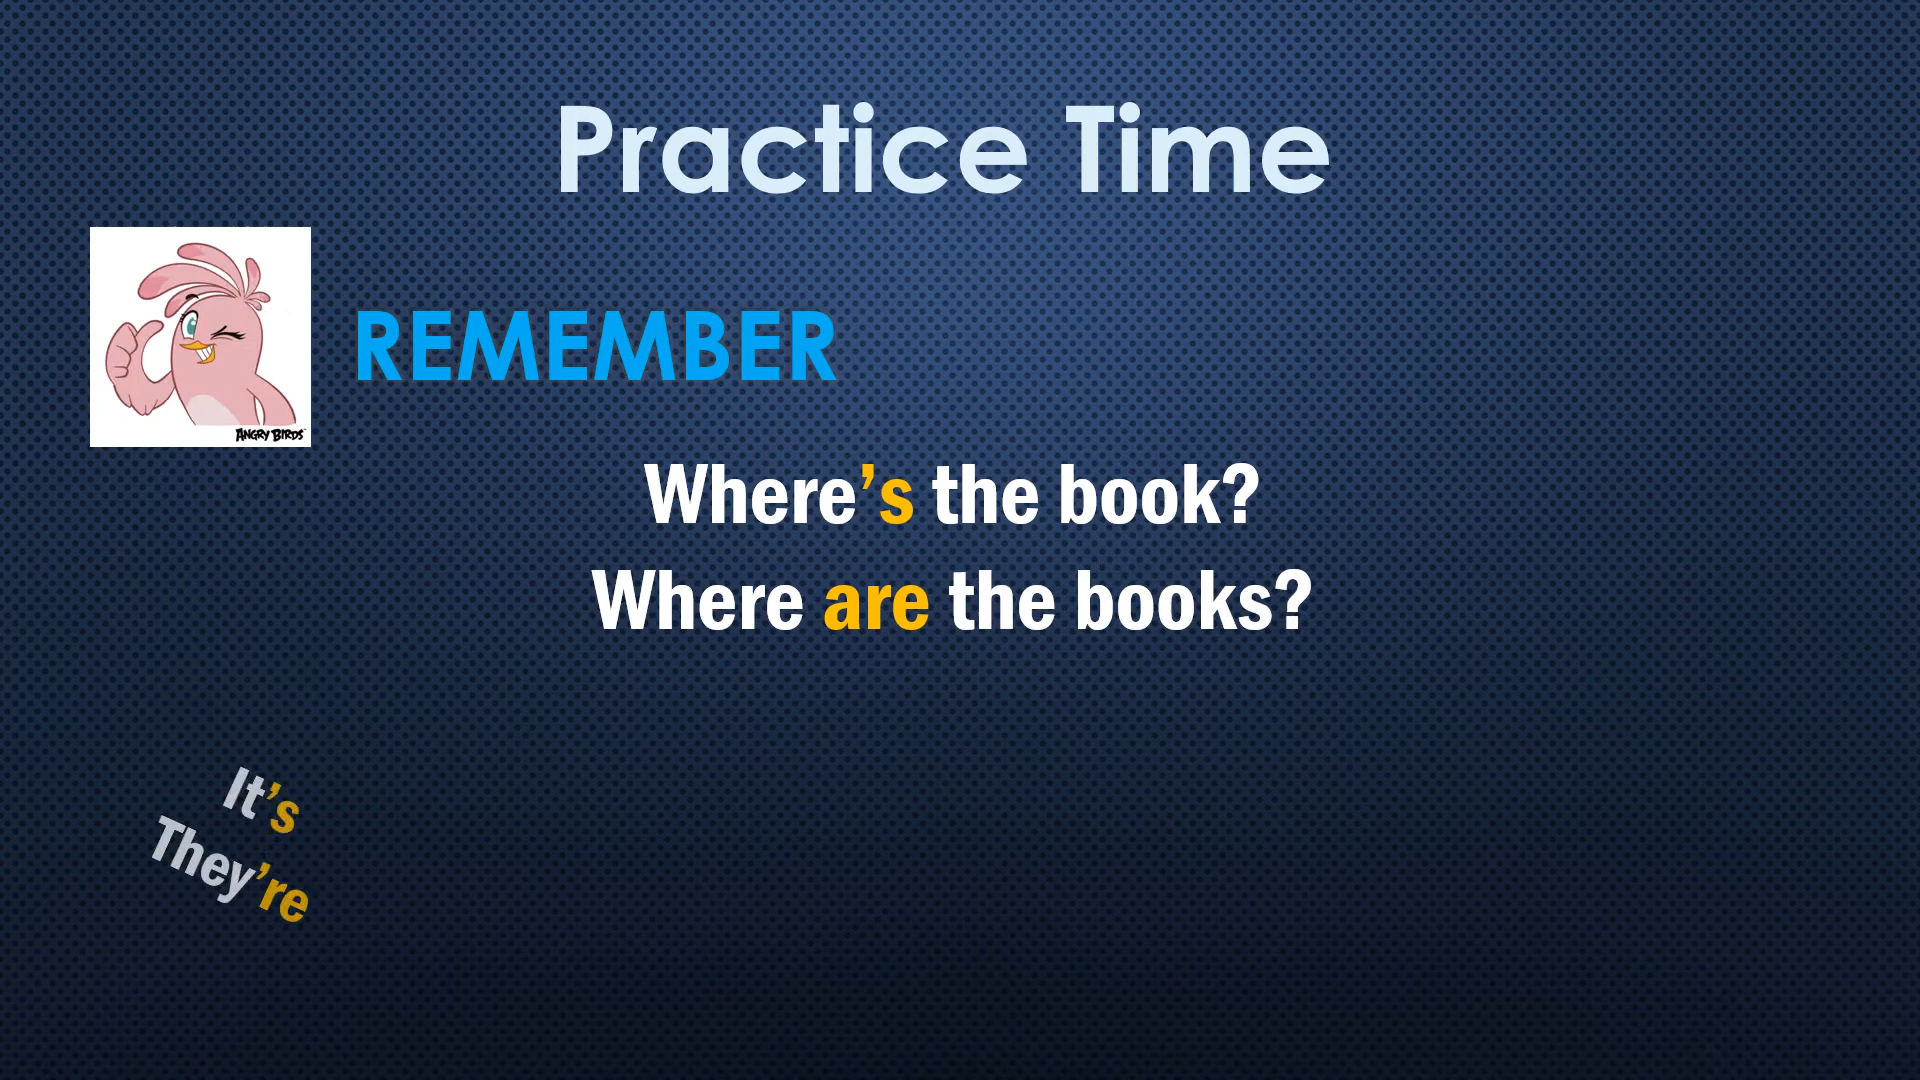 Practice Time
ANGRY BIRDS
REMEMBER
Where’s the book?
Where are the books?
It’s
They’re